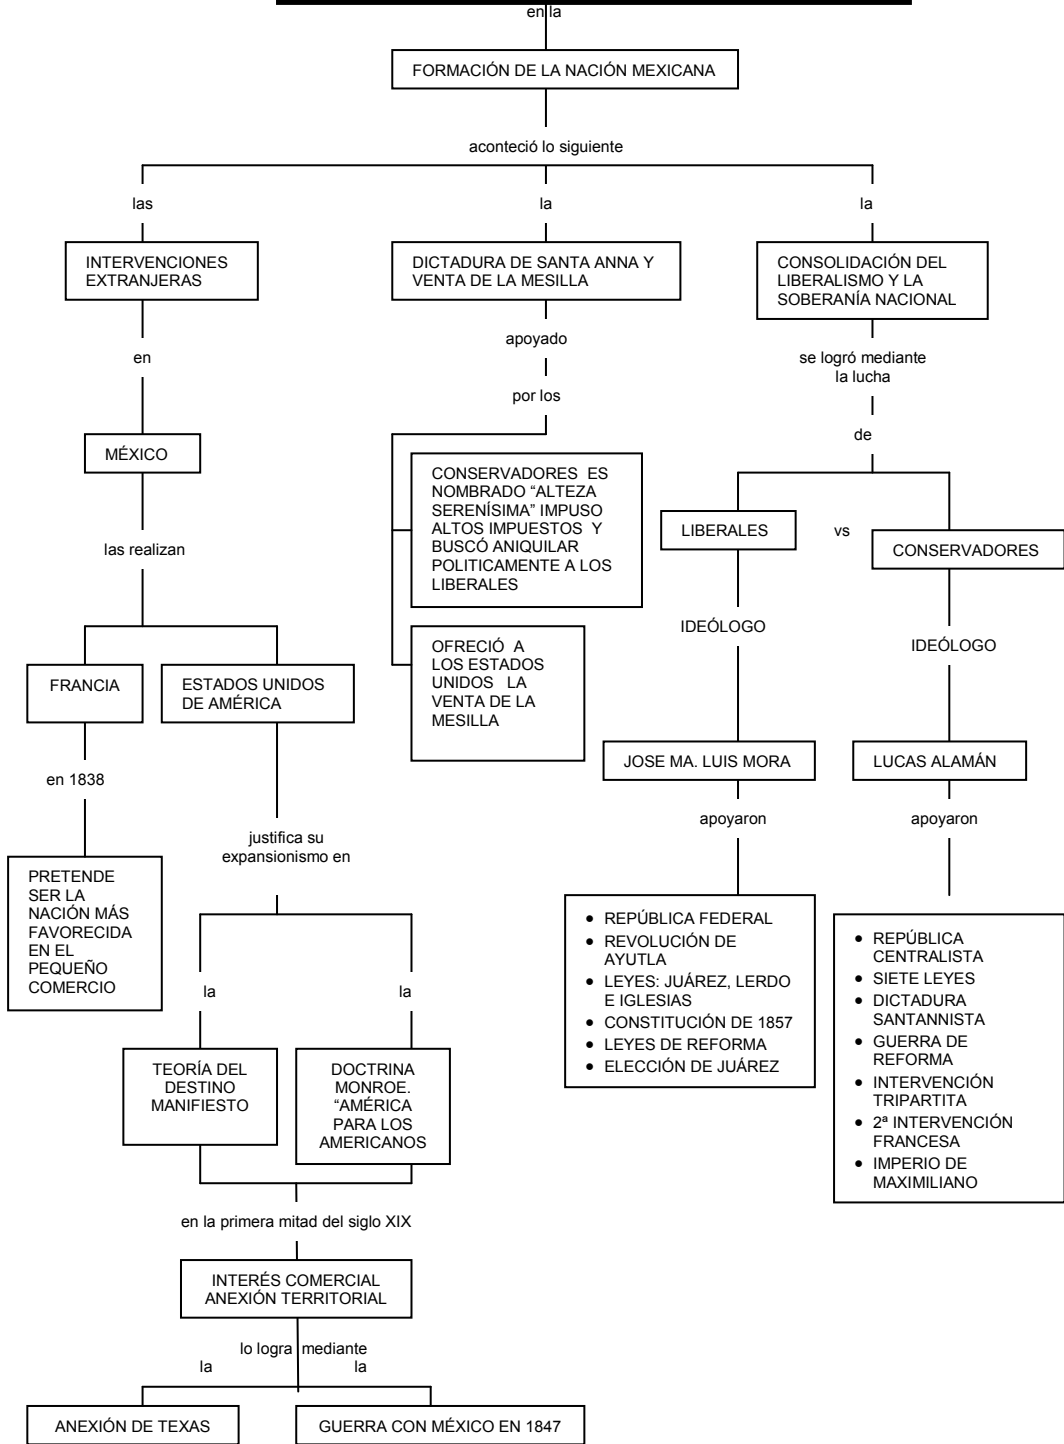 en la
FORMACIÓN DE LA NACIÓN MEXICANA
aconteció lo siguiente
las
la
la
INTERVENCIONES
EXTRANJERAS
DICTADURA DE SANTA ANNA Y
VENTA DE LA MESILLA
CONSOLIDACIÓN DEL
LIBERALISMO Y LA
SOBERANÍA NACIONAL
en
apoyado
por los
se logró mediante
la lucha
de
MÉXICO
las realizan
CONSERVADORES ES
NOMBRADO “ALTEZA
SERENÍSIMA” IMPUSO
ALTOS IMPUESTOS Y
BUSCÓ ANIQUILAR
POLITICAMENTE A LOS
LIBERALES
OFRECIÓ A
LOS ESTADOS
UNIDOS LA
VENTA DE LA
MESILLA
LIBERALES
vs
CONSERVADORES
IDEÓLOGO
IDEÓLOGO
FRANCIA
ESTADOS UNIDOS
DE AMÉRICA
JOSE MA. LUIS MORA
LUCAS ALAMÁN
en 1838
justifica su
expansionismo en
apoyaron
apoyaron
PRETENDE
SER LA
NACIÓN MÁS
FAVORECIDA
EN EL
PEQUEÑO
COMERCIO
• REPÚBLICA FEDERAL
• REVOLUCIÓN DE
AYUTLA
• LEYES: JUÁREZ, LERDO
E IGLESIAS
• CONSTITUCIÓN DE 1857
• LEYES DE REFORMA
• ELECCIÓN DE JUÁREZ
• REPÚBLICA
CENTRALISTA
• SIETE LEYES
• DICTADURA
SANTANNISTA
• GUERRA DE
REFORMA
• INTERVENCIÓN
TRIPARTITA
• 2ª INTERVENCIÓN
FRANCESA
• IMPERIO DE
MAXIMILIANO
la
la
TEORÍA DEL
DESTINO
MANIFIESTO
DOCTRINA
MONROE.
“AMÉRICA
PARA LOS
AMERICANOS
en la primera mitad del siglo XIX
INTERÉS COMERCIAL
ANEXIÓN TERRITORIAL
lo logra mediante
la
la
ANEXIÓN DE TEXAS
GUERRA CON MÉXICO EN 1847